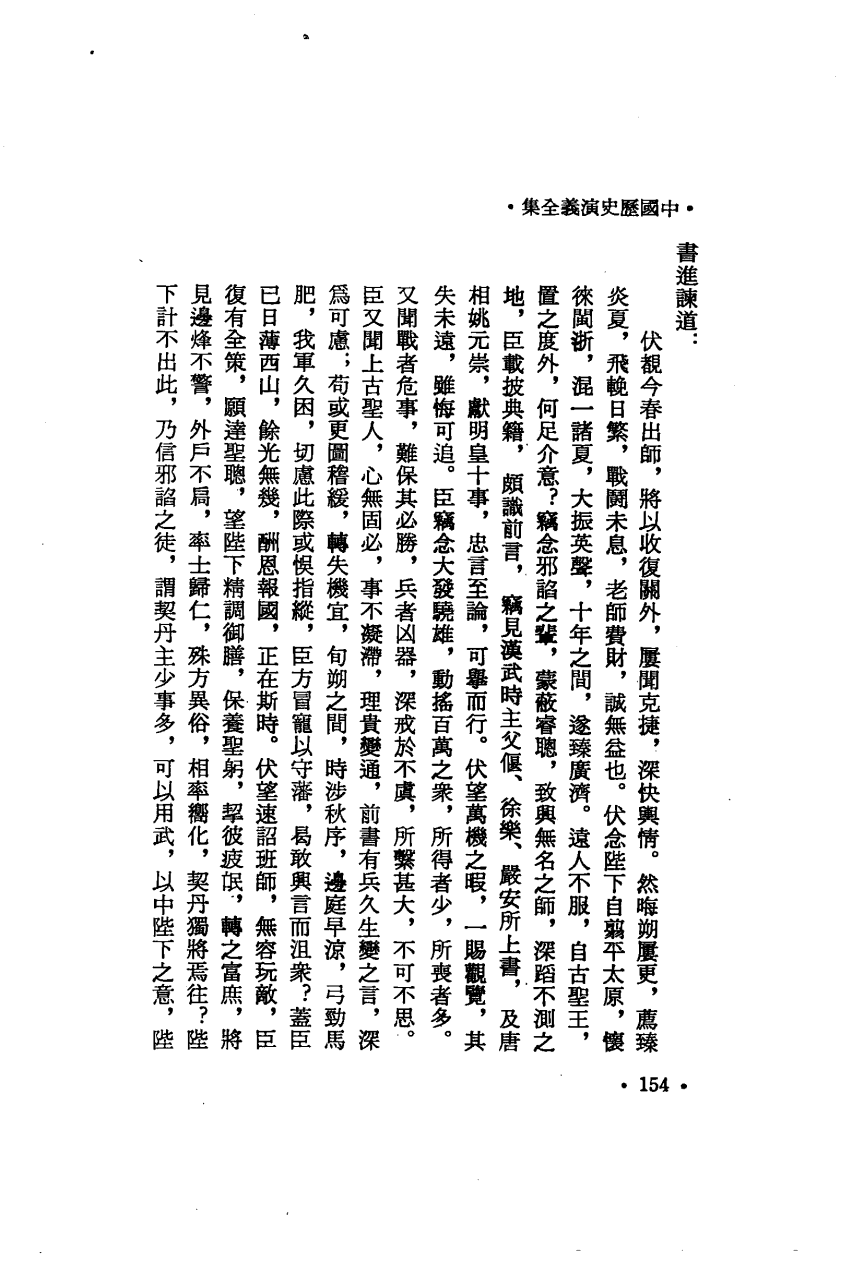 •中國歷史演義全集•
書進諫道：
伏覩今春出師，將以收復關外，屢聞克捷，深快輿情。然晦朔屢更，薦臻
炎夏，飛輓日繁，戰鬭未息，老師費財，誠無益也。伏念陛下自翦平太原，懷
徠閩浙，混一諸夏，大振英聲，十年之間，遂臻廣濟。遠人不服，自古聖王，
置之度外，何足介意？竊念邪諂之輩，蒙蔽睿聰，致興無名之師，深蹈不測之
地，臣載披典籍，頗識前言，竊見漢武時主父偃、徐樂、嚴安所上書，及唐
相姚元崇，獻明皇十事，忠言至論，可舉而行。伏望萬機之暇，一賜觀覽，其
失未遠，雖悔可追。臣竊念大發驍雄，動搖百萬之衆，所得者少，所喪者多。
又聞戰者危事，難保其必勝，兵者凶器，深戒於不虞，所繫甚大，不可不思。
臣又聞上古聖人，心無固必，事不凝滯，理貴變通，前書有兵久生變之言，深
爲可慮；苟或更圖稽緩，轉失機宜，旬朔之間，時涉秋序，邊庭早涼，弓勁馬
肥，我軍久困，切慮此際或悞指縱，臣方冒寵以守藩，曷敢興言而沮衆？蓋臣
已日薄西山，餘光無幾，酬恩報國，正在斯時。伏望速詔班師，無容玩敵，臣
復有全策，願達聖聰，望陛下精調御膳，保養聖躬，挈彼疲氓，轉之富庶，將
見邊烽不警，外戶不扃，率士歸仁，殊方異俗，相率嚮化，契丹獨將焉往？陛
下計不出此，乃信邪諂之徒，謂契丹主少事多，可以用武，以中陛下之意，陛
•154•